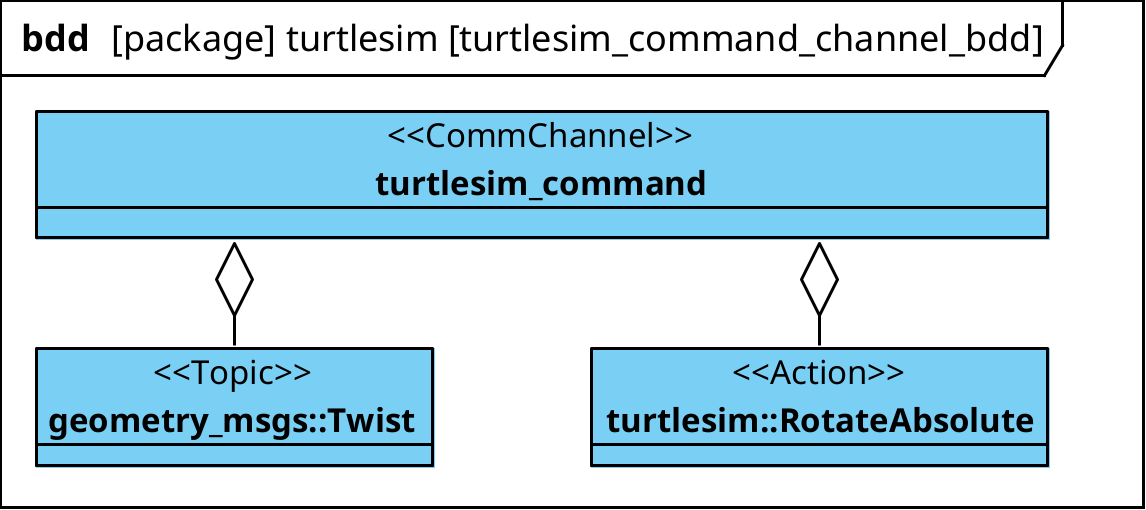 bdd [package] turtlesim [turtlesim_command_channel_bdd]
<<CommChannel>>
turtlesim_command
<<Topic>>
geometry_msgs::Twist
<<Action>>
turtlesim::RotateAbsolute